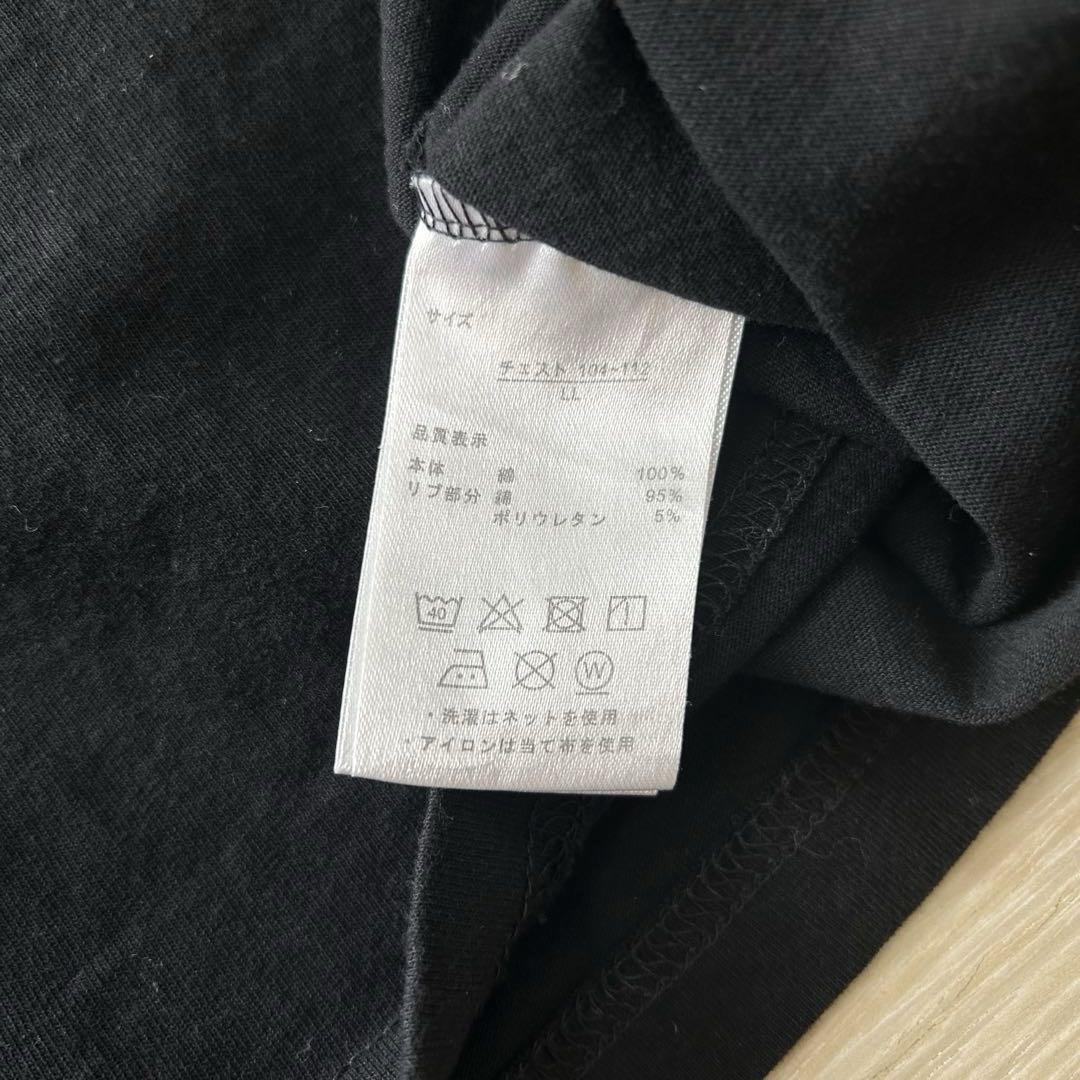 サイズ
チェスト 104~112
LL
品質表示
本体 綿 100%
リブ部分 綿 95%
ポリウレタン 5%
40
W
・洗濯はネットを使用
・アイロンは当て布を使用